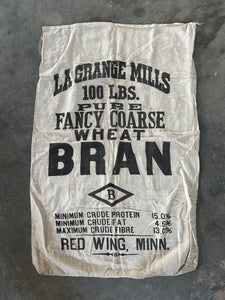 LA GRANGE MILLS
100 LBS.
PURE
FANCY COARSE
WHEAT
BRAN
B
MINIMUM CRUDE PROTEIN 15.0%
MINIMUM CRUDE FAT 4.5%
MAXIMUM CRUDE FIBRE 13.0%
RED WING, MINN.